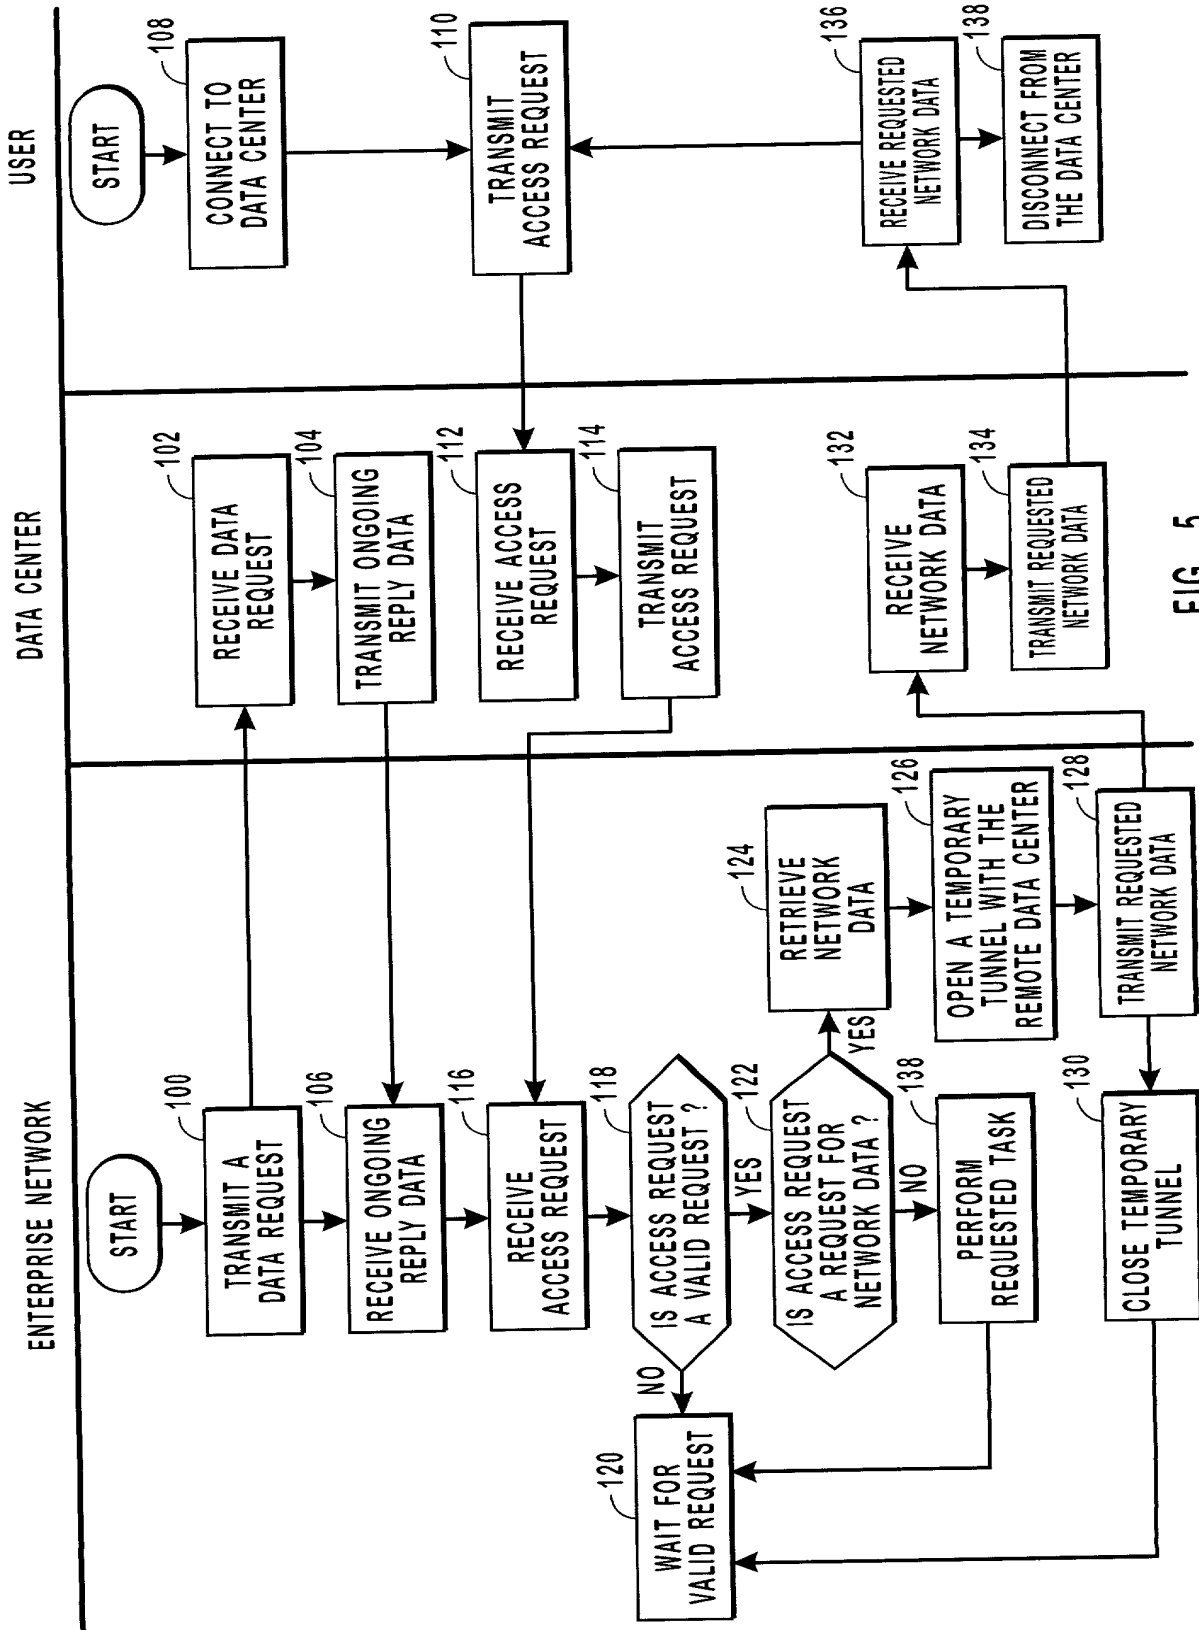 ENTERPRISE NETWORK
DATA CENTER
USER
START
100
TRANSMIT A
DATA REQUEST
106
RECEIVE ONGOING
REPLY DATA
116
RECEIVE
ACCESS REQUEST
118
IS ACCESS REQUEST
A VALID REQUEST ?
NO
YES
120
WAIT FOR
VALID REQUEST
122
IS ACCESS REQUEST
A REQUEST FOR
NETWORK DATA ?
YES
NO
138
PERFORM
REQUESTED TASK
124
RETRIEVE
NETWORK
DATA
126
OPEN A TEMPORARY
TUNNEL WITH THE
REMOTE DATA CENTER
128
TRANSMIT REQUESTED
NETWORK DATA
130
CLOSE TEMPORARY
TUNNEL
102
RECEIVE DATA
REQUEST
104
TRANSMIT ONGOING
REPLY DATA
112
RECEIVE ACCESS
REQUEST
114
TRANSMIT
ACCESS REQUEST
132
RECEIVE
NETWORK DATA
134
TRANSMIT REQUESTED
NETWORK DATA
START
108
CONNECT TO
DATA CENTER
110
TRANSMIT
ACCESS REQUEST
136
RECEIVE REQUESTED
NETWORK DATA
138
DISCONNECT FROM
THE DATA CENTER
FIG. 5